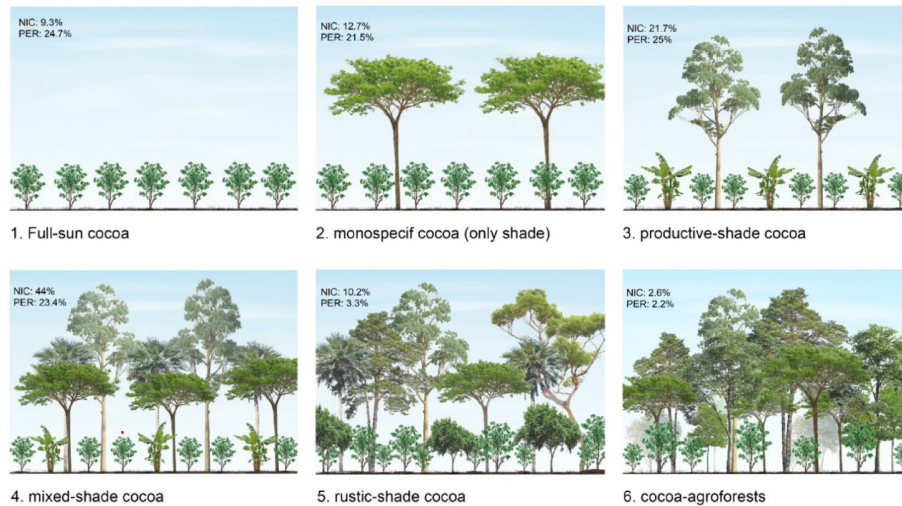 NIC: 9.3%
PER: 24.7%
NIC: 12.7%
PER: 21.5%
NIC: 21.7%
PER: 25%
1. Full-sun cocoa
2. monospecif cocoa (only shade)
3. productive-shade cocoa
NIC: 44%
PER: 23.4%
NIC: 10.2%
PER: 3.3%
NIC: 2.6%
PER: 2.2%
4. mixed-shade cocoa
5. rustic-shade cocoa
6. cocoa-agroforests